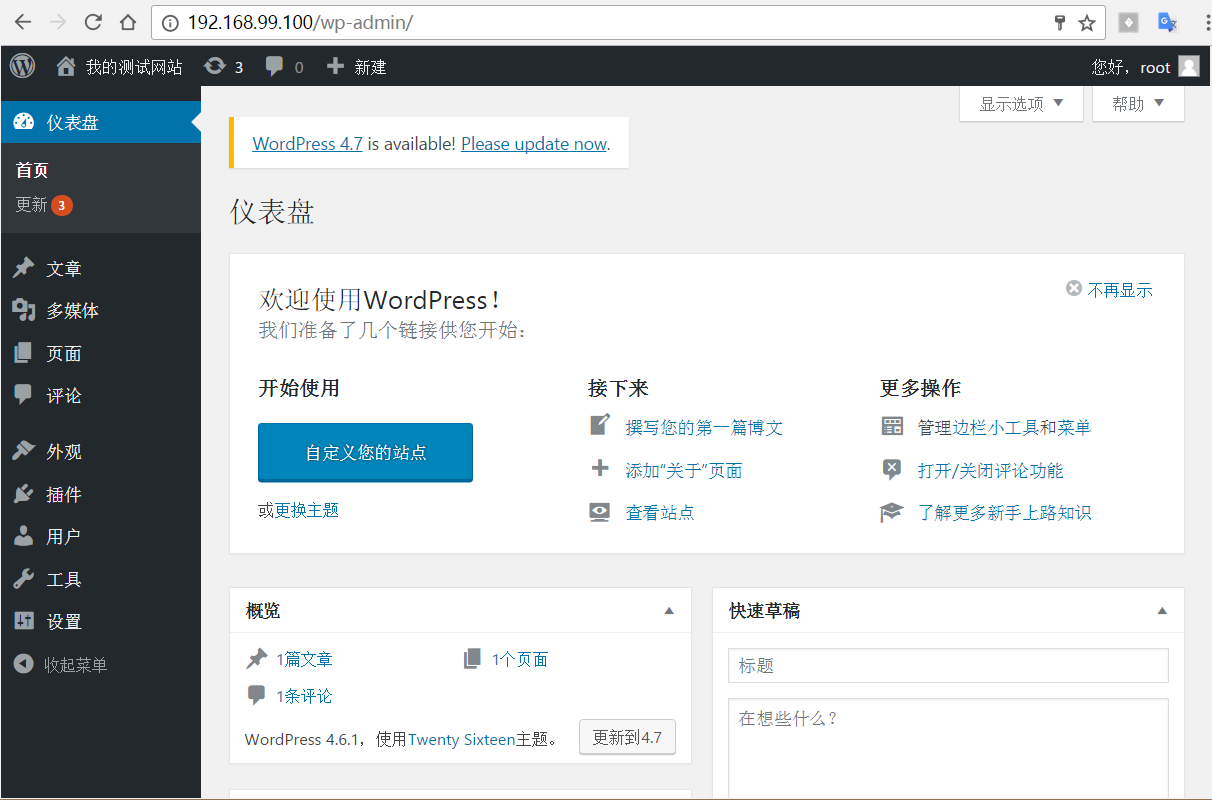 192.168.99.100/wp-admin/
我的测试网站 3 0 新建 您好，root
显示选项 帮助
仪表盘
首页
更新 3
文章
多媒体
页面
评论
外观
插件
用户
工具
设置
收起菜单
WordPress 4.7 is available! Please update now.
仪表盘
欢迎使用WordPress！
不再显示
我们准备了几个链接供您开始：
开始使用
自定义您的站点
或更换主题
接下来
撰写您的第一篇博文
添加“关于”页面
查看站点
更多操作
管理边栏小工具和菜单
打开/关闭评论功能
了解更多新手上路知识
概览
1篇文章 1个页面
1条评论
WordPress 4.6.1，使用Twenty Sixteen主题。 更新到4.7
快速草稿
标题
在想些什么？